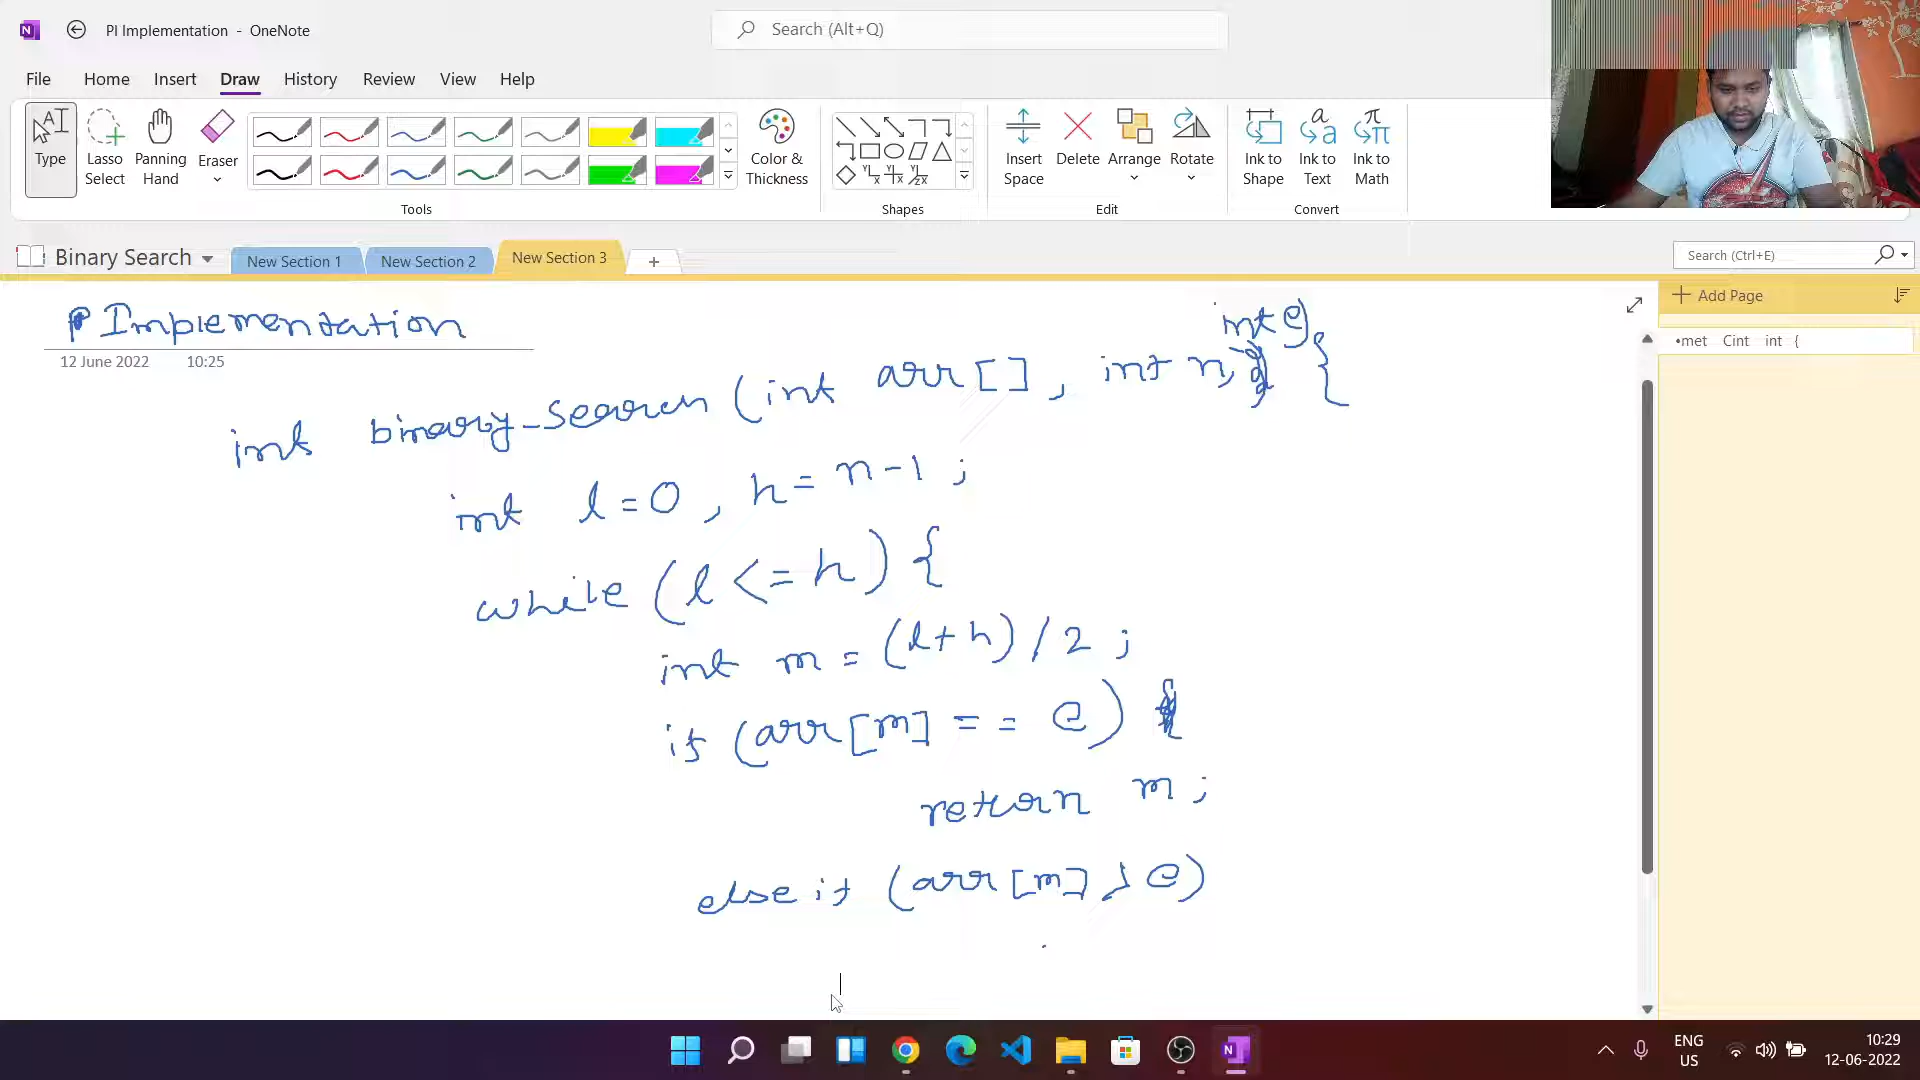 PI Implementation - OneNote
Search (Alt+Q)
File Home Insert Draw History Review View Help
Type
Lasso Select
Panning Hand
Eraser
Color & Thickness
Insert Space
Delete
Arrange
Rotate
Ink to Shape
Ink to Text
Ink to Math
Tools
Shapes
Edit
Convert
Binary Search
New Section 1
New Section 2
New Section 3
Search (Ctrl+E)
Add Page
•met Cint int {
Implementation
12 June 2022 10:25
int binary_search (int arr[], int n, int e) {
int l=0, h=n-1;
while (l<=h) {
int m = (l+h)/2;
if (arr[m] == e)
return m;
else if (arr[m] > e)
ENG
US
10:29
12-06-2022